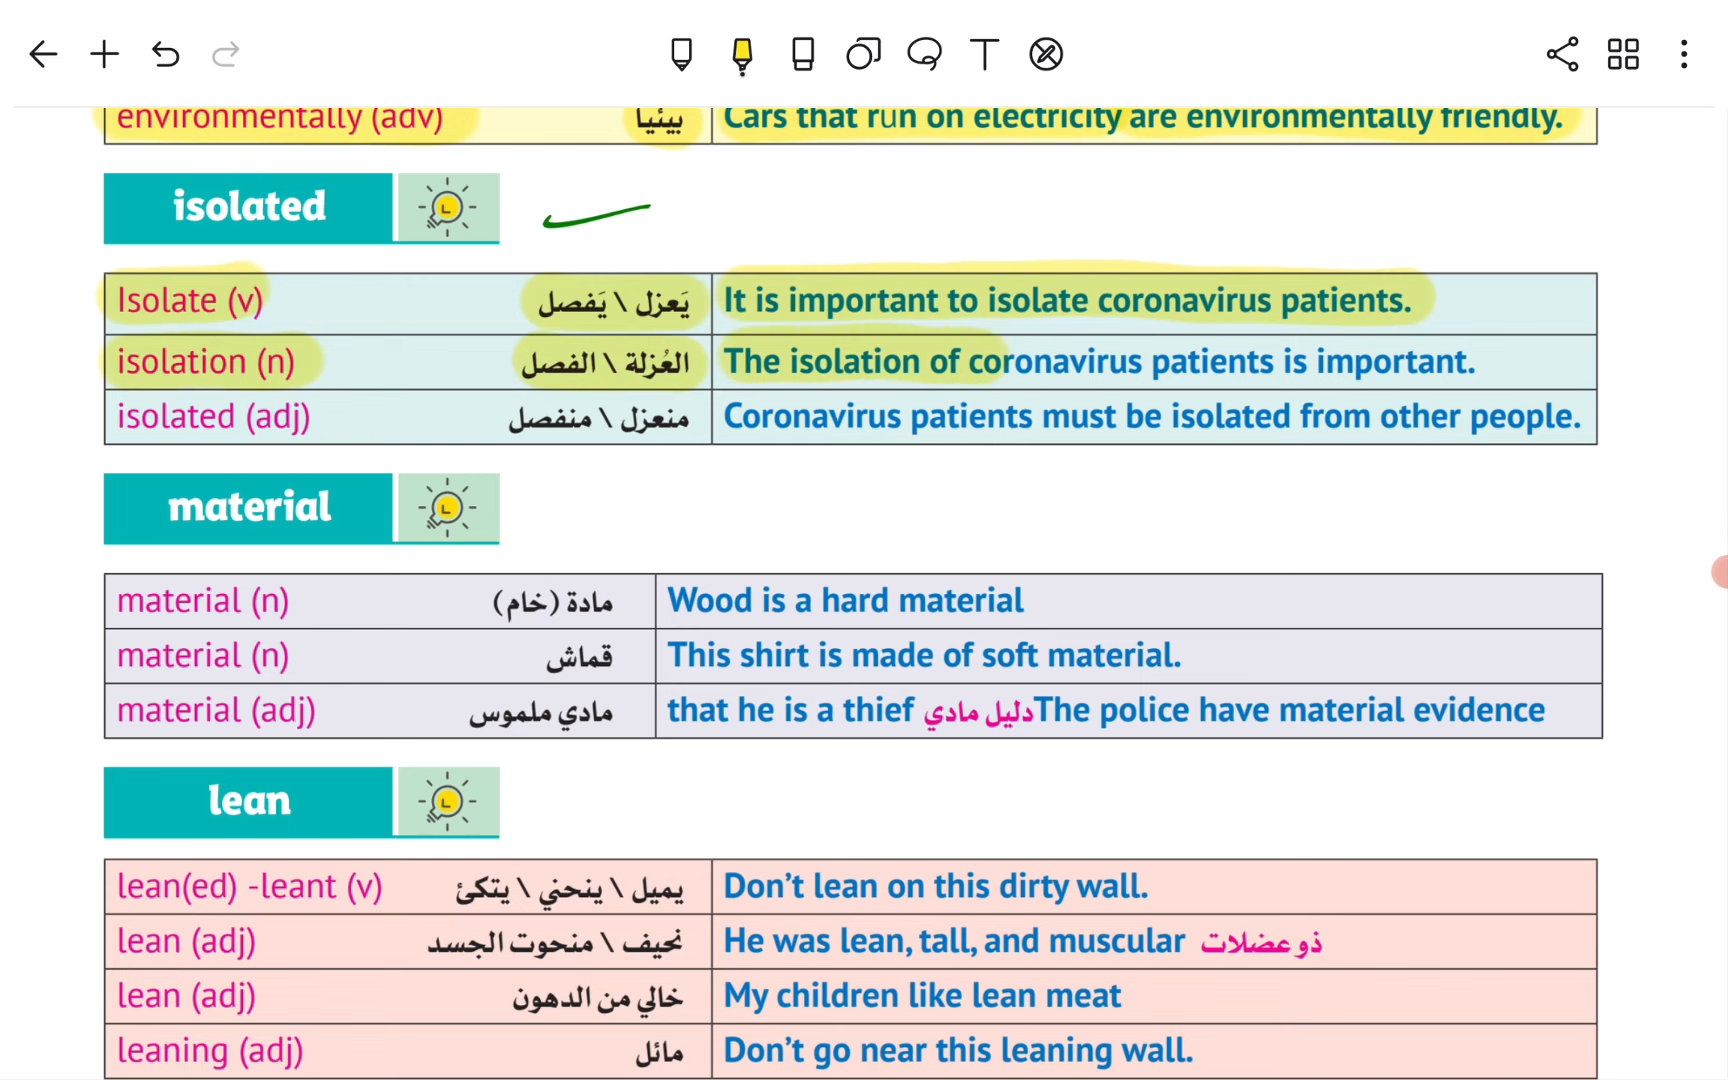 environmentally (adv) بيئيا Cars that run on electricity are environmentally friendly.
isolated
Isolate (v) يَعزل \ يَفصل It is important to isolate coronavirus patients.
isolation (n) العُزلة \ الفصل The isolation of coronavirus patients is important.
isolated (adj) منعزل \ منفصل Coronavirus patients must be isolated from other people.
material
material (n) مادة (خام) Wood is a hard material
material (n) قماش This shirt is made of soft material.
material (adj) مادي ملموس that he is a thief دليل ماديThe police have material evidence
lean
lean(ed) -leant (v) يميل \ ينحني \ يتكئ Don’t lean on this dirty wall.
lean (adj) نحيف \ منحوت الجسد He was lean, tall, and muscular ذو عضلات
lean (adj) خالي من الدهون My children like lean meat
leaning (adj) مائل Don’t go near this leaning wall.